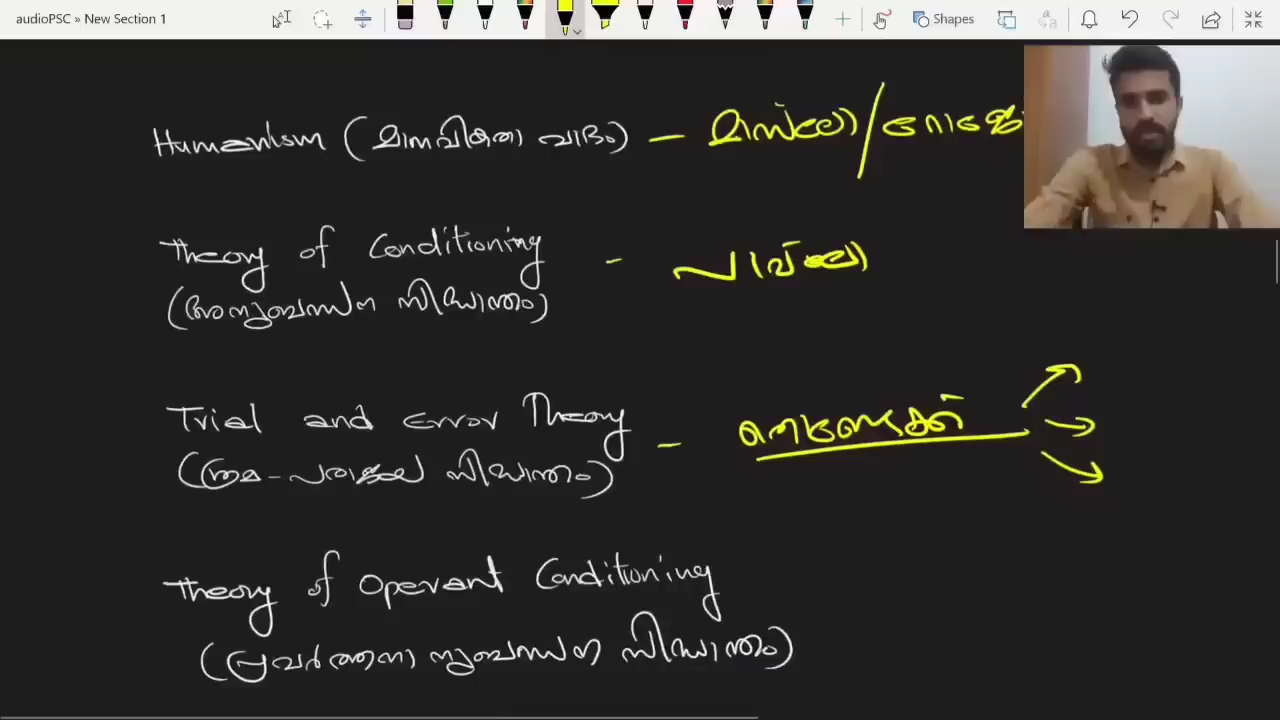 audioPSC » New Section 1
Shapes
Humanism (മാനവികതാ വാദം) - മാസ്ലോ /
Theory of Conditioning - പാവ്ലോ
(അനുബന്ധന സിദ്ധാന്തം)
Trial and Error Theory -
(ശ്രമ-പരാജയ സിദ്ധാന്തം)
Theory of Operant Conditioning
(പ്രവർത്തനാനുബന്ധന സിദ്ധാന്തം)